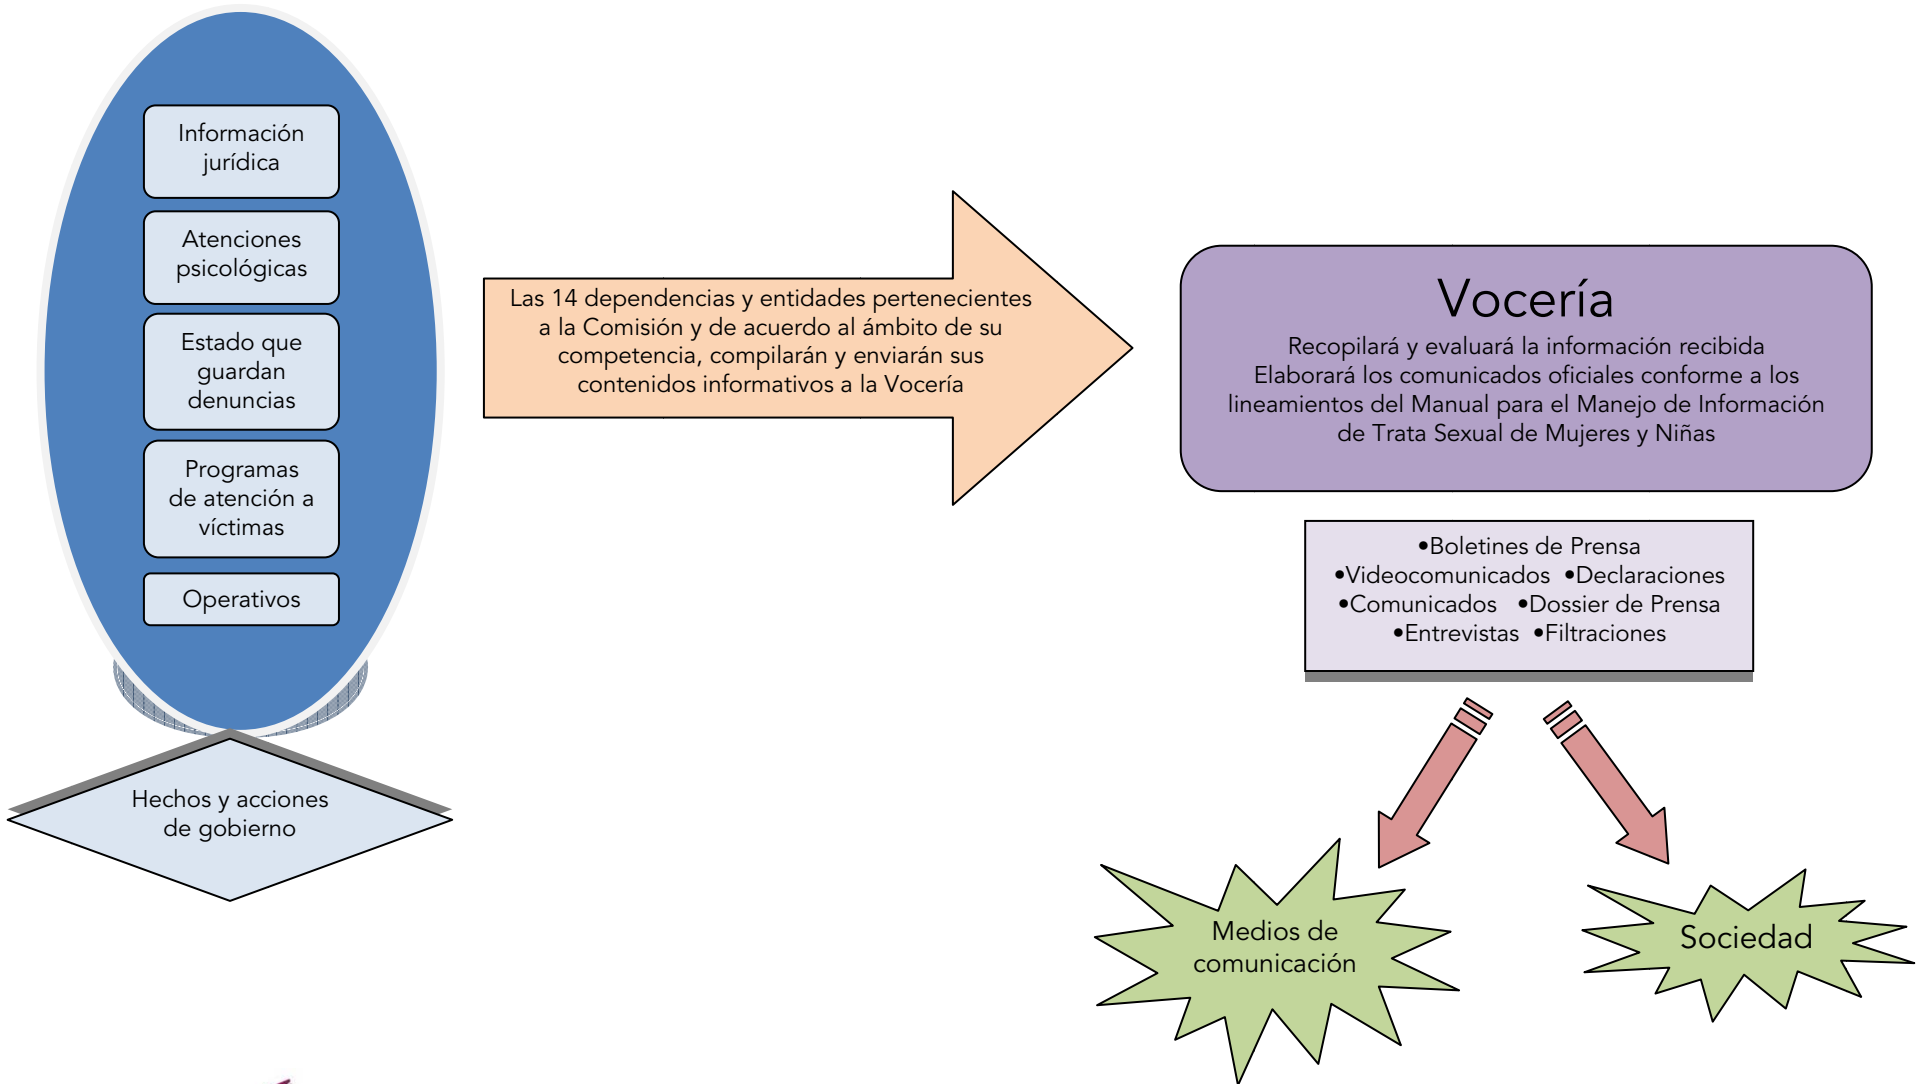 Información
jurídica
Atenciones
psicológicas
Estado que
guardan
denuncias
Programas
de atención a
víctimas
Operativos
Hechos y acciones
de gobierno
Las 14 dependencias y entidades pertenecientes
a la Comisión y de acuerdo al ámbito de su
competencia, compilarán y enviarán sus
contenidos informativos a la Vocería
Vocería
Recopilará y evaluará la información recibida
Elaborará los comunicados oficiales conforme a los
lineamientos del Manual para el Manejo de Información
de Trata Sexual de Mujeres y Niñas
•Boletines de Prensa
•Videocomunicados •Declaraciones
•Comunicados •Dossier de Prensa
•Entrevistas •Filtraciones
Medios de
comunicación
Sociedad